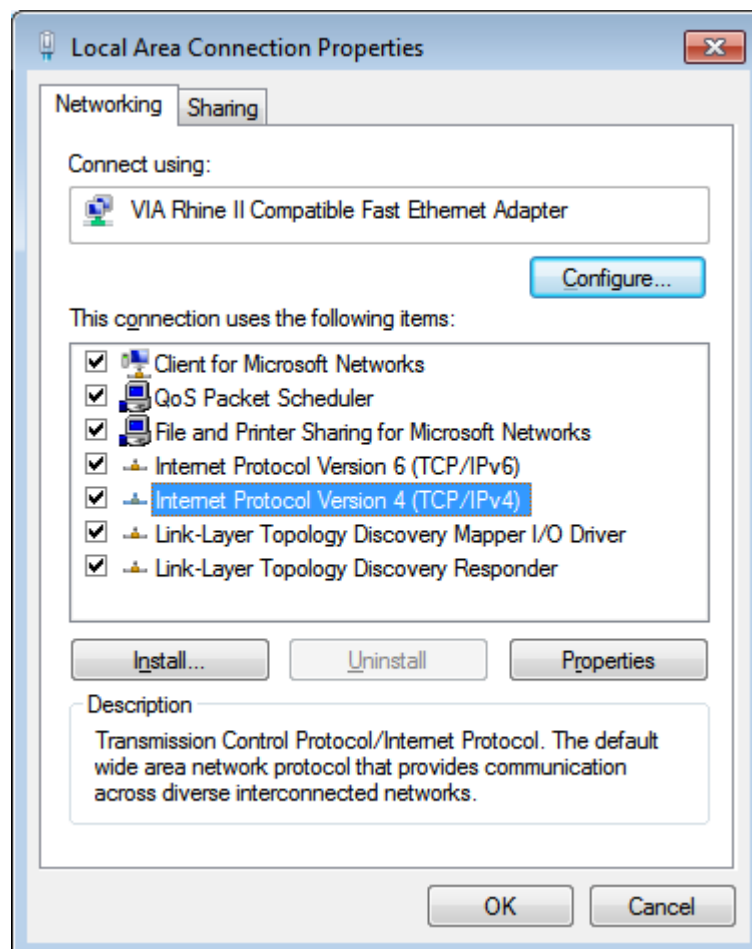 Local Area Connection Properties
Networking
Sharing
Connect using:
VIA Rhine II Compatible Fast Ethernet Adapter
Configure...
This connection uses the following items:
Client for Microsoft Networks
QoS Packet Scheduler
File and Printer Sharing for Microsoft Networks
Internet Protocol Version 6 (TCP/IPv6)
Internet Protocol Version 4 (TCP/IPv4)
Link-Layer Topology Discovery Mapper I/O Driver
Link-Layer Topology Discovery Responder
Install...
Uninstall
Properties
Description
Transmission Control Protocol/Internet Protocol. The default
wide area network protocol that provides communication
across diverse interconnected networks.
OK
Cancel